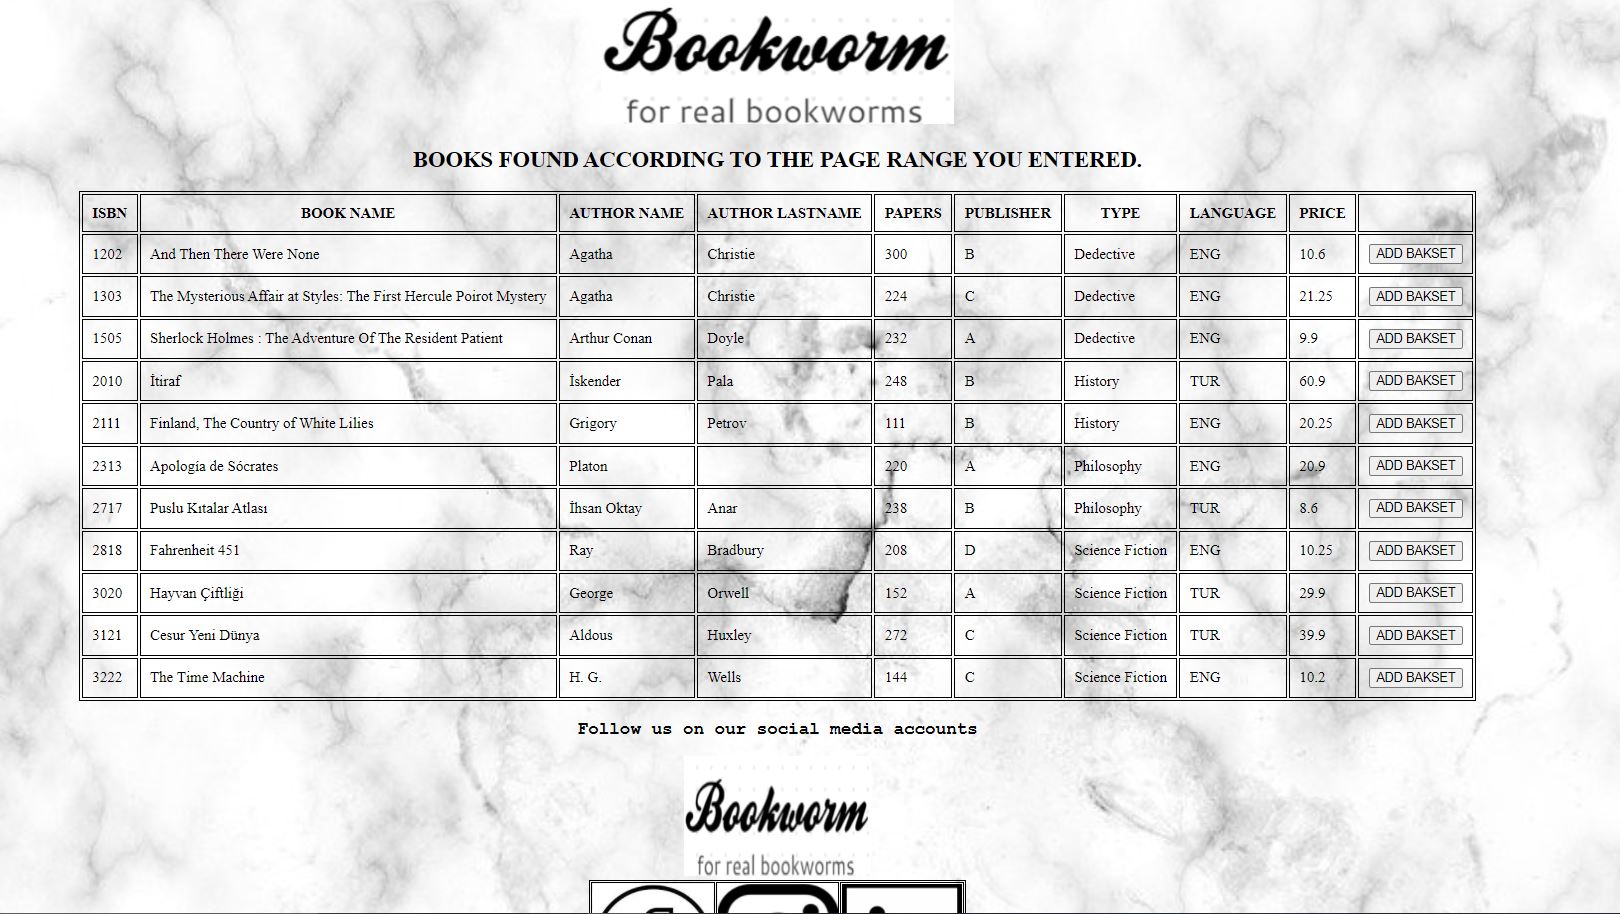 Bookworm
for real bookworms
BOOKS FOUND ACCORDING TO THE PAGE RANGE YOU ENTERED.
ISBN BOOK NAME AUTHOR NAME AUTHOR LASTNAME PAPERS PUBLISHER TYPE LANGUAGE PRICE
1202 And Then There Were None Agatha Christie 300 B Dedective ENG 10.6 ADD BAKSET
1303 The Mysterious Affair at Styles: The First Hercule Poirot Mystery Agatha Christie 224 C Dedective ENG 21.25 ADD BAKSET
1505 Sherlock Holmes : The Adventure Of The Resident Patient Arthur Conan Doyle 232 A Dedective ENG 9.9 ADD BAKSET
2010 İtiraf İskender Pala 248 B History TUR 60.9 ADD BAKSET
2111 Finland, The Country of White Lilies Grigory Petrov 111 B History ENG 20.25 ADD BAKSET
2313 Apología de Sócrates Platon 220 A Philosophy ENG 20.9 ADD BAKSET
2717 Puslu Kıtalar Atlası İhsan Oktay Anar 238 B Philosophy TUR 8.6 ADD BAKSET
2818 Fahrenheit 451 Ray Bradbury 208 D Science Fiction ENG 10.25 ADD BAKSET
3020 Hayvan Çiftliği George Orwell 152 A Science Fiction TUR 29.9 ADD BAKSET
3121 Cesur Yeni Dünya Aldous Huxley 272 C Science Fiction TUR 39.9 ADD BAKSET
3222 The Time Machine H. G. Wells 144 C Science Fiction ENG 10.2 ADD BAKSET
Follow us on our social media accounts
Bookworm
for real bookworms